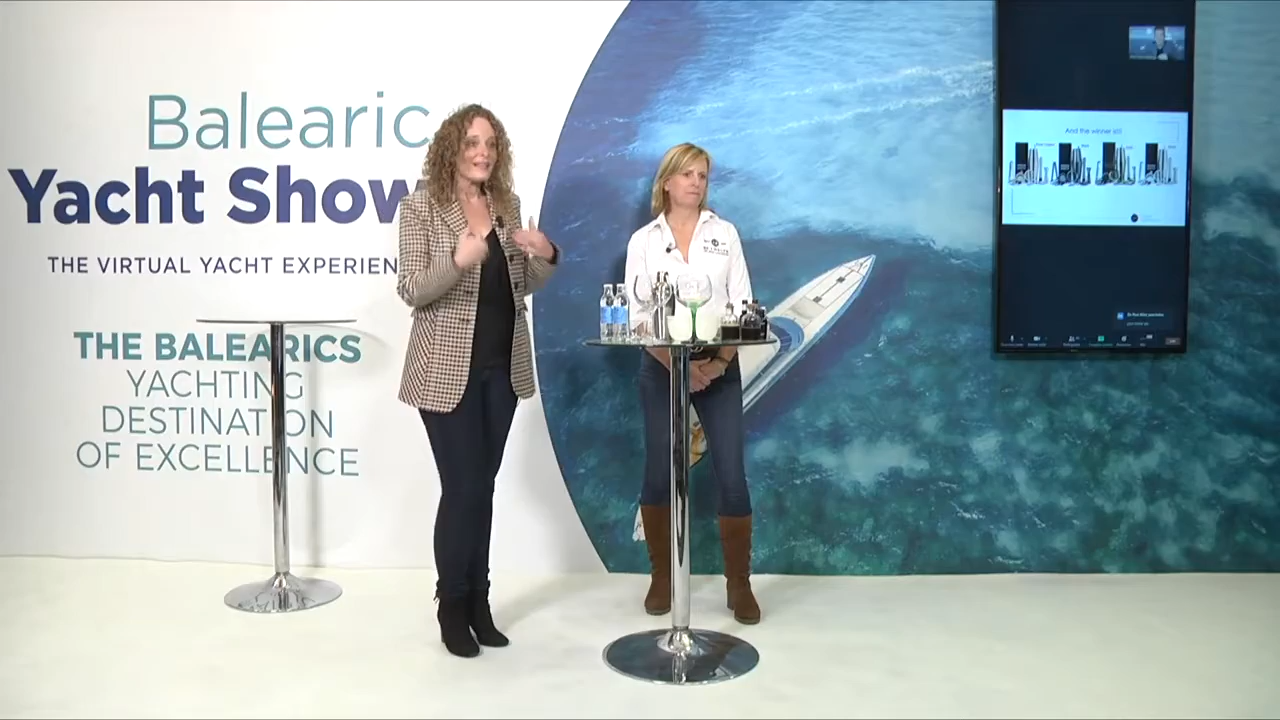 Balearic
Yacht Show
THE VIRTUAL YACHT EXPERIEN
THE BALEARICS
YACHTING
DESTINATION
OF EXCELLENCE
And the winner is!!